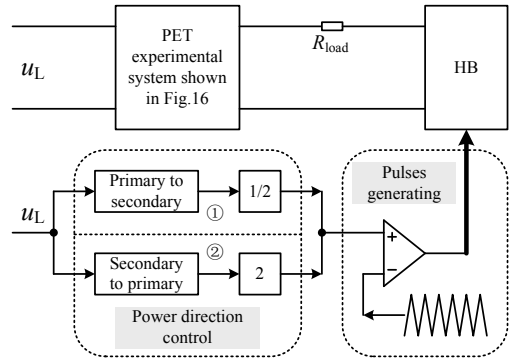 PET
experimental
system shown
in Fig.16
u_L
R_load
HB
Primary to
secondary
①
1/2
Pulses
generating
u_L
②
Secondary
to primary
2
+
−
Power direction
control